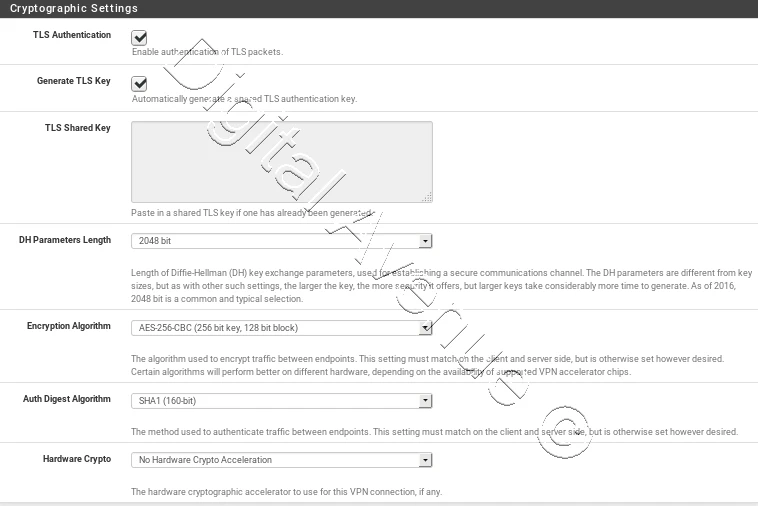 Cryptographic Settings
TLS Authentication
Enable authentication of TLS packets.
Generate TLS Key
Automatically generate a shared TLS authentication key.
TLS Shared Key
Paste in a shared TLS key if one has already been generated.
DH Parameters Length
2048 bit
Length of Diffie-Hellman (DH) key exchange parameters, used for establishing a secure communications channel. The DH parameters are different from key
sizes, but as with other such settings, the larger the key, the more security it offers, but larger keys take considerably more time to generate. As of 2016,
2048 bit is a common and typical selection.
Encryption Algorithm
AES-256-CBC (256 bit key, 128 bit block)
The algorithm used to encrypt traffic between endpoints. This setting must match on the client and server side, but is otherwise set however desired.
Certain algorithms will perform better on different hardware, depending on the availability of supported VPN accelerator chips.
Auth Digest Algorithm
SHA1 (160-bit)
The method used to authenticate traffic between endpoints. This setting must match on the client and server side, but is otherwise set however desired.
Hardware Crypto
No Hardware Crypto Acceleration
The hardware cryptographic accelerator to use for this VPN connection, if any.
Digital Avenue ©